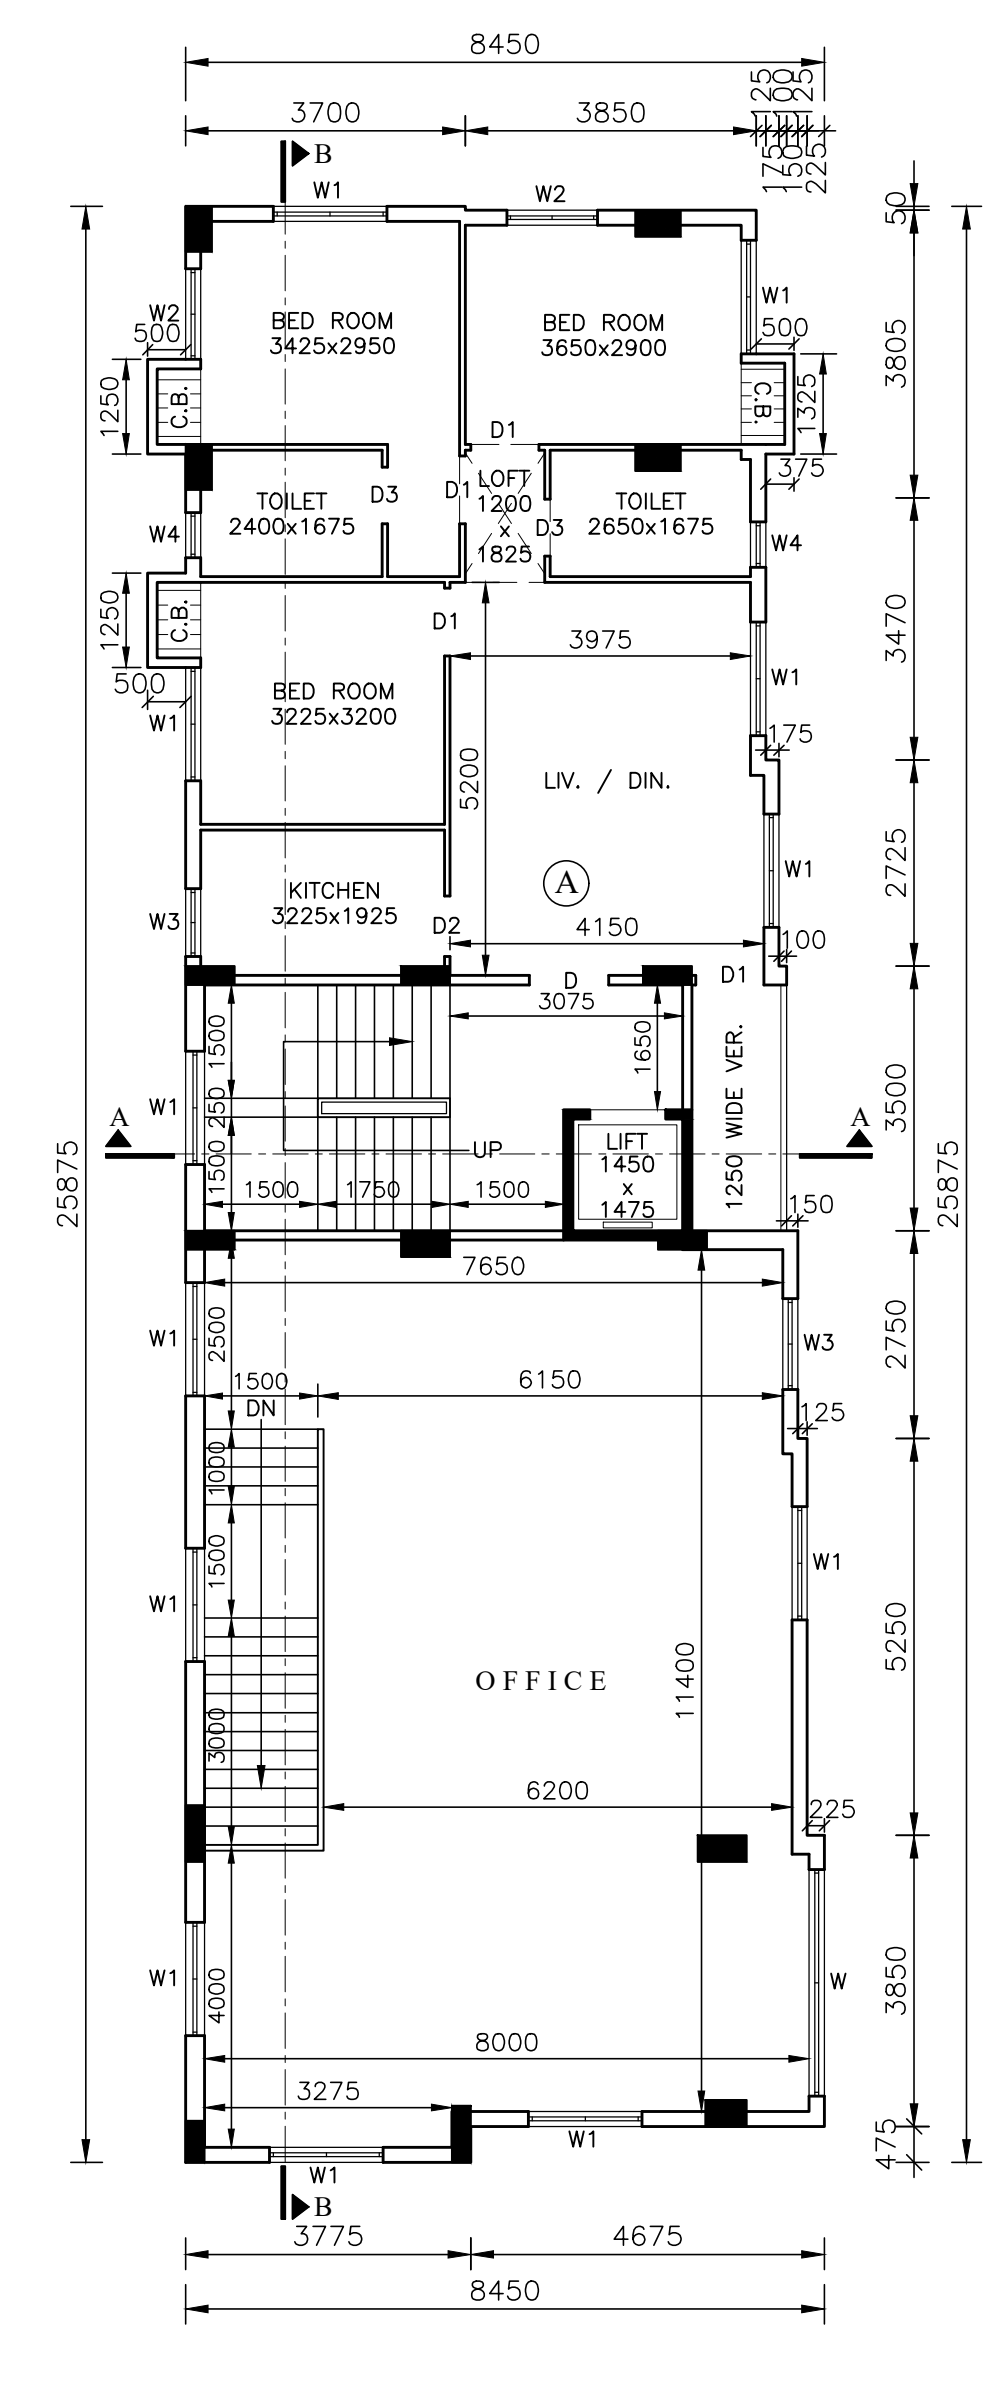 8450
3700
3850
125
100
125
175
150
225
B
W1
W2
50
W2
500
BED ROOM
3425x2950
BED ROOM
3650x2900
W1
500
3805
1250
C.B.
C.B.
1325
D1
375
TOILET
2400x1675
D3
D1
LOFT
1200
x
1825
D3
TOILET
2650x1675
W4
W4
1250
C.B.
D1
3975
3470
500
W1
BED ROOM
3225x3200
W1
175
5200
LIV. / DIN.
2725
W1
KITCHEN
3225x1925
A
W3
D2
4150
100
D
D1
3075
1500
1650
1250 WIDE VER.
3500
W1
250
A
A
25875
25875
1500
UP
LIFT
1450
x
1475
1500
1750
1500
150
7650
W1
2500
W3
2750
1500
6150
DN
125
1000
W1
1500
W1
5250
OFFICE
11400
3000
6200
225
W1
4000
W
3850
8000
3275
W1
475
W1
B
3775
4675
8450